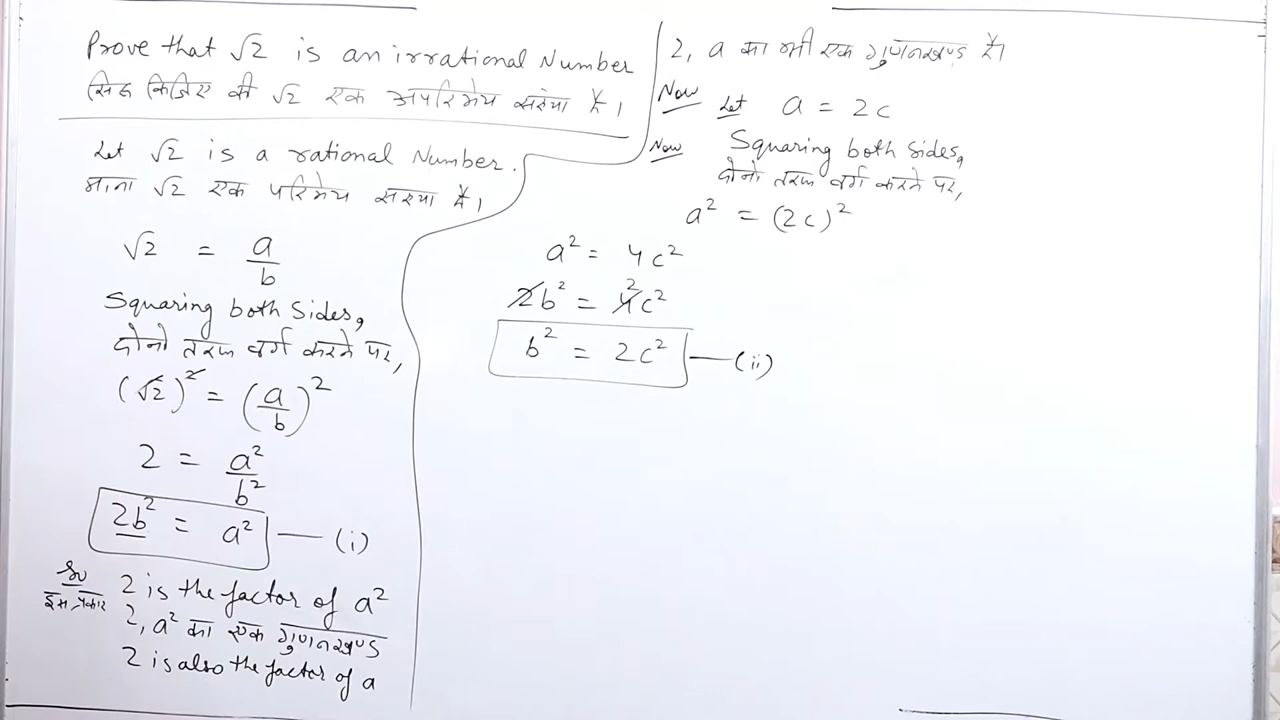 Prove that √2 is an irrational Number
सिद्ध किजिए की √2 एक अपरिमेय संख्या है।
Let √2 is a rational Number.
माना √2 एक परिमेय संख्या है।
√2 = a/b
Squaring both Sides,
दोनो तरफ वर्ग करने पर,
(√2)² = (a/b)²
2 = a²/b²
2b² = a² — (i)
So 2 is the factor of a²
इस प्रकार 2, a² का एक गुणनखण्ड
2 is also the factor of a
2, a का भी एक गुणनखण्ड है।
Now Let a = 2c
Now Squaring both Sides,
दोनो तरफ वर्ग करने पर,
a² = (2c)²
a² = 4c²
2b² = 4c² 2
b² = 2c² — (ii)